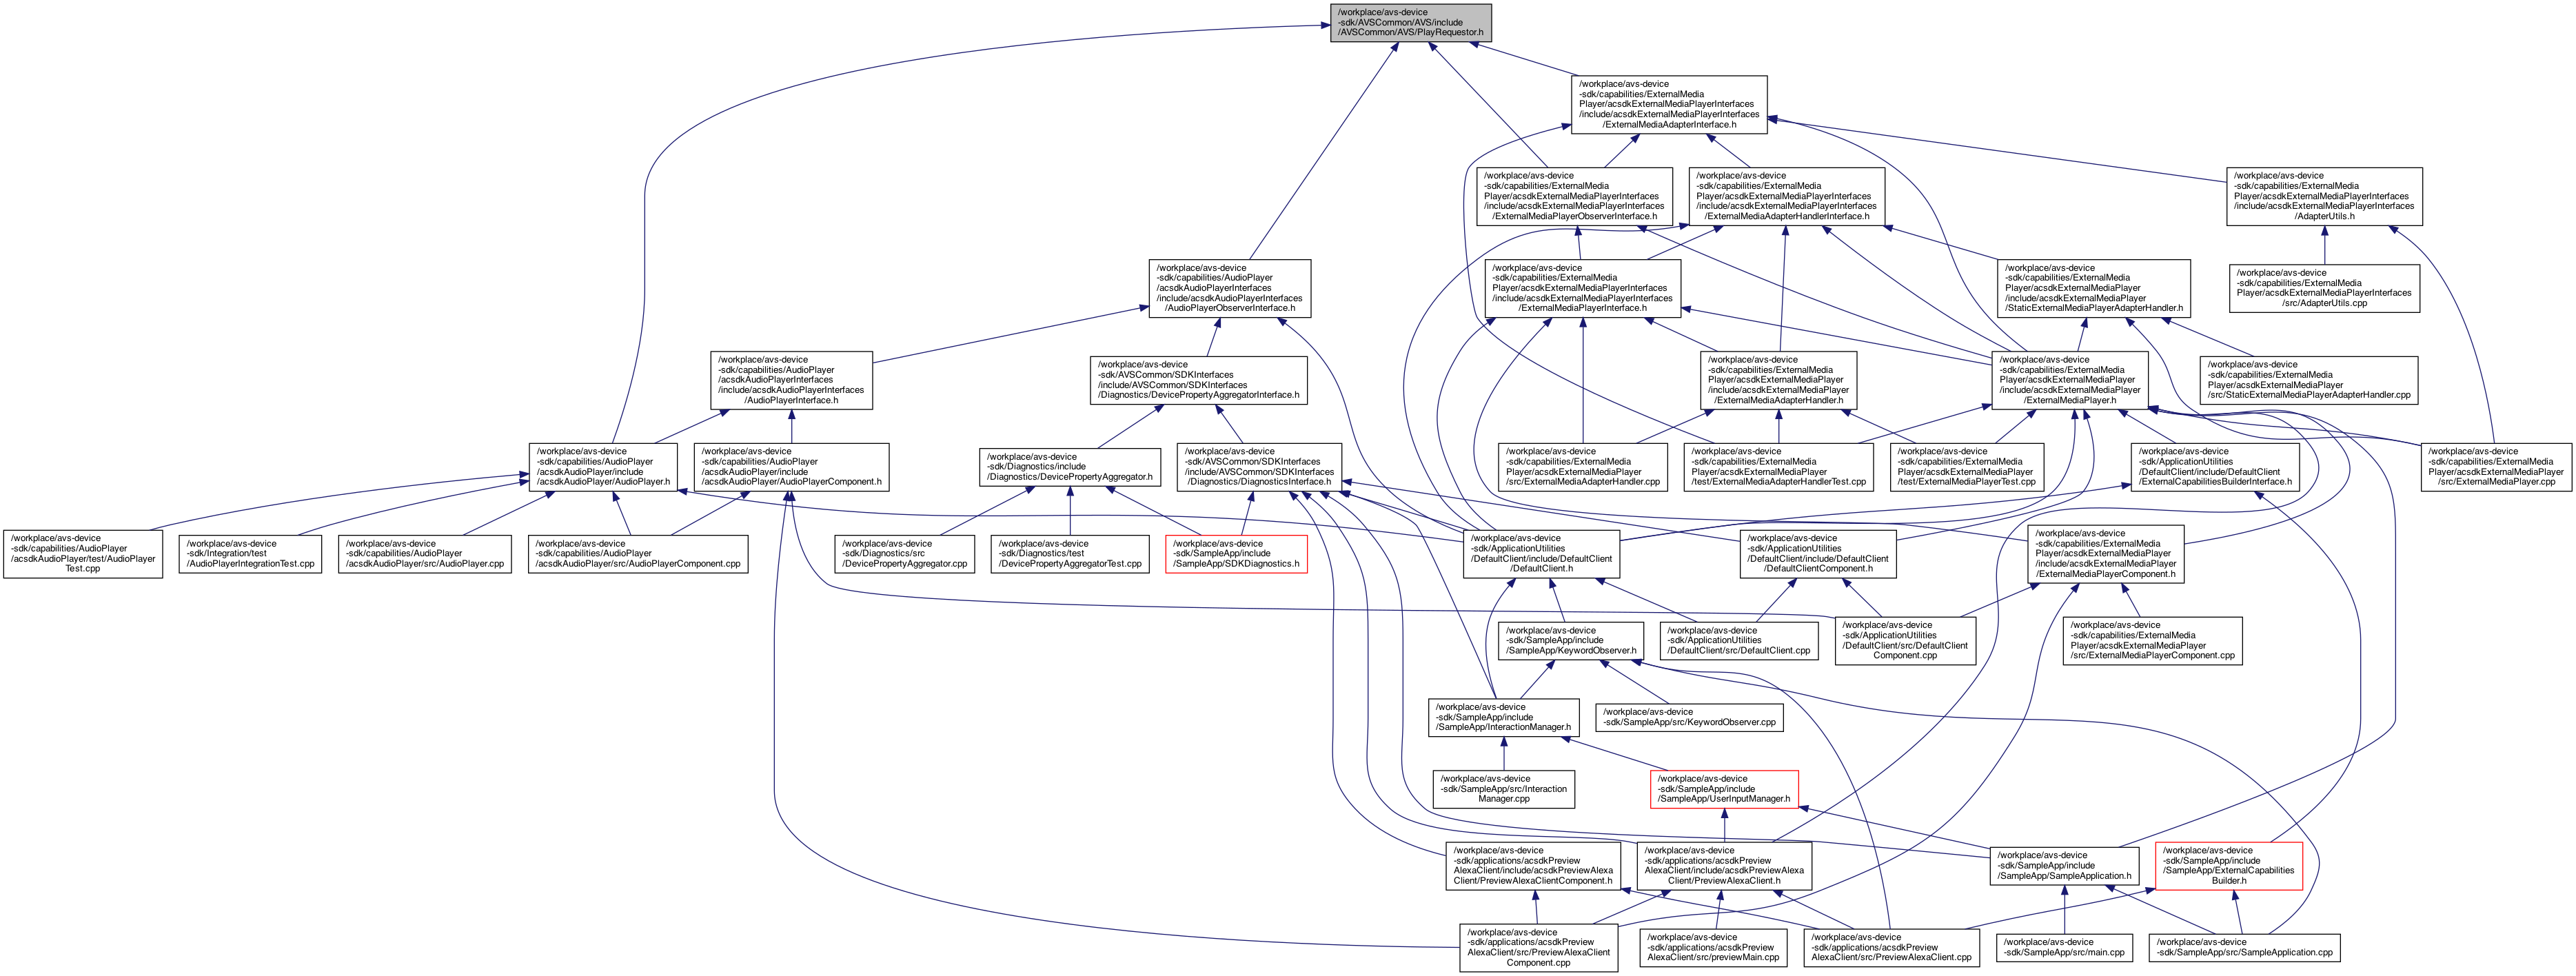 /workplace/avs-device
-sdk/AVSCommon/AVS/include
/AVSCommon/AVS/PlayRequestor.h
/workplace/avs-device
-sdk/capabilities/ExternalMedia
Player/acsdkExternalMediaPlayerInterfaces
/include/acsdkExternalMediaPlayerInterfaces
/ExternalMediaAdapterInterface.h
/workplace/avs-device
-sdk/capabilities/ExternalMedia
Player/acsdkExternalMediaPlayerInterfaces
/include/acsdkExternalMediaPlayerInterfaces
/ExternalMediaPlayerObserverInterface.h
/workplace/avs-device
-sdk/capabilities/ExternalMedia
Player/acsdkExternalMediaPlayerInterfaces
/include/acsdkExternalMediaPlayerInterfaces
/ExternalMediaAdapterHandlerInterface.h
/workplace/avs-device
-sdk/capabilities/ExternalMedia
Player/acsdkExternalMediaPlayerInterfaces
/include/acsdkExternalMediaPlayerInterfaces
/AdapterUtils.h
/workplace/avs-device
-sdk/capabilities/AudioPlayer
/acsdkAudioPlayerInterfaces
/include/acsdkAudioPlayerInterfaces
/AudioPlayerObserverInterface.h
/workplace/avs-device
-sdk/capabilities/ExternalMedia
Player/acsdkExternalMediaPlayerInterfaces
/include/acsdkExternalMediaPlayerInterfaces
/ExternalMediaPlayerInterface.h
/workplace/avs-device
-sdk/capabilities/ExternalMedia
Player/acsdkExternalMediaPlayer
/include/acsdkExternalMediaPlayer
/StaticExternalMediaPlayerAdapterHandler.h
/workplace/avs-device
-sdk/capabilities/ExternalMedia
Player/acsdkExternalMediaPlayerInterfaces
/src/AdapterUtils.cpp
/workplace/avs-device
-sdk/capabilities/AudioPlayer
/acsdkAudioPlayerInterfaces
/include/acsdkAudioPlayerInterfaces
/AudioPlayerInterface.h
/workplace/avs-device
-sdk/AVSCommon/SDKInterfaces
/include/AVSCommon/SDKInterfaces
/Diagnostics/DevicePropertyAggregatorInterface.h
/workplace/avs-device
-sdk/capabilities/ExternalMedia
Player/acsdkExternalMediaPlayer
/include/acsdkExternalMediaPlayer
/ExternalMediaAdapterHandler.h
/workplace/avs-device
-sdk/capabilities/ExternalMedia
Player/acsdkExternalMediaPlayer
/include/acsdkExternalMediaPlayer
/ExternalMediaPlayer.h
/workplace/avs-device
-sdk/capabilities/ExternalMedia
Player/acsdkExternalMediaPlayer
/src/StaticExternalMediaPlayerAdapterHandler.cpp
/workplace/avs-device
-sdk/capabilities/AudioPlayer
/acsdkAudioPlayer/include
/acsdkAudioPlayer/AudioPlayer.h
/workplace/avs-device
-sdk/capabilities/AudioPlayer
/acsdkAudioPlayer/include
/acsdkAudioPlayer/AudioPlayerComponent.h
/workplace/avs-device
-sdk/Diagnostics/include
/Diagnostics/DevicePropertyAggregator.h
/workplace/avs-device
-sdk/AVSCommon/SDKInterfaces
/include/AVSCommon/SDKInterfaces
/Diagnostics/DiagnosticsInterface.h
/workplace/avs-device
-sdk/capabilities/ExternalMedia
Player/acsdkExternalMediaPlayer
/src/ExternalMediaAdapterHandler.cpp
/workplace/avs-device
-sdk/capabilities/ExternalMedia
Player/acsdkExternalMediaPlayer
/test/ExternalMediaAdapterHandlerTest.cpp
/workplace/avs-device
-sdk/capabilities/ExternalMedia
Player/acsdkExternalMediaPlayer
/test/ExternalMediaPlayerTest.cpp
/workplace/avs-device
-sdk/ApplicationUtilities
/DefaultClient/include/DefaultClient
/ExternalCapabilitiesBuilderInterface.h
/workplace/avs-device
-sdk/capabilities/ExternalMedia
Player/acsdkExternalMediaPlayer
/src/ExternalMediaPlayer.cpp
/workplace/avs-device
-sdk/capabilities/AudioPlayer
/acsdkAudioPlayer/test/AudioPlayer
Test.cpp
/workplace/avs-device
-sdk/Integration/test
/AudioPlayerIntegrationTest.cpp
/workplace/avs-device
-sdk/capabilities/AudioPlayer
/acsdkAudioPlayer/src/AudioPlayer.cpp
/workplace/avs-device
-sdk/capabilities/AudioPlayer
/acsdkAudioPlayer/src/AudioPlayerComponent.cpp
/workplace/avs-device
-sdk/Diagnostics/src
/DevicePropertyAggregator.cpp
/workplace/avs-device
-sdk/Diagnostics/test
/DevicePropertyAggregatorTest.cpp
/workplace/avs-device
-sdk/SampleApp/include
/SampleApp/SDKDiagnostics.h
/workplace/avs-device
-sdk/ApplicationUtilities
/DefaultClient/include/DefaultClient
/DefaultClient.h
/workplace/avs-device
-sdk/ApplicationUtilities
/DefaultClient/include/DefaultClient
/DefaultClientComponent.h
/workplace/avs-device
-sdk/capabilities/ExternalMedia
Player/acsdkExternalMediaPlayer
/include/acsdkExternalMediaPlayer
/ExternalMediaPlayerComponent.h
/workplace/avs-device
-sdk/SampleApp/include
/SampleApp/KeywordObserver.h
/workplace/avs-device
-sdk/ApplicationUtilities
/DefaultClient/src/DefaultClient.cpp
/workplace/avs-device
-sdk/ApplicationUtilities
/DefaultClient/src/DefaultClient
Component.cpp
/workplace/avs-device
-sdk/capabilities/ExternalMedia
Player/acsdkExternalMediaPlayer
/src/ExternalMediaPlayerComponent.cpp
/workplace/avs-device
-sdk/SampleApp/include
/SampleApp/InteractionManager.h
/workplace/avs-device
-sdk/SampleApp/src/KeywordObserver.cpp
/workplace/avs-device
-sdk/SampleApp/src/Interaction
Manager.cpp
/workplace/avs-device
-sdk/SampleApp/include
/SampleApp/UserInputManager.h
/workplace/avs-device
-sdk/applications/acsdkPreview
AlexaClient/include/acsdkPreviewAlexa
Client/PreviewAlexaClientComponent.h
/workplace/avs-device
-sdk/applications/acsdkPreview
AlexaClient/include/acsdkPreviewAlexa
Client/PreviewAlexaClient.h
/workplace/avs-device
-sdk/SampleApp/include
/SampleApp/SampleApplication.h
/workplace/avs-device
-sdk/SampleApp/include
/SampleApp/ExternalCapabilities
Builder.h
/workplace/avs-device
-sdk/applications/acsdkPreview
AlexaClient/src/PreviewAlexaClient
Component.cpp
/workplace/avs-device
-sdk/applications/acsdkPreview
AlexaClient/src/previewMain.cpp
/workplace/avs-device
-sdk/applications/acsdkPreview
AlexaClient/src/PreviewAlexaClient.cpp
/workplace/avs-device
-sdk/SampleApp/src/main.cpp
/workplace/avs-device
-sdk/SampleApp/src/SampleApplication.cpp